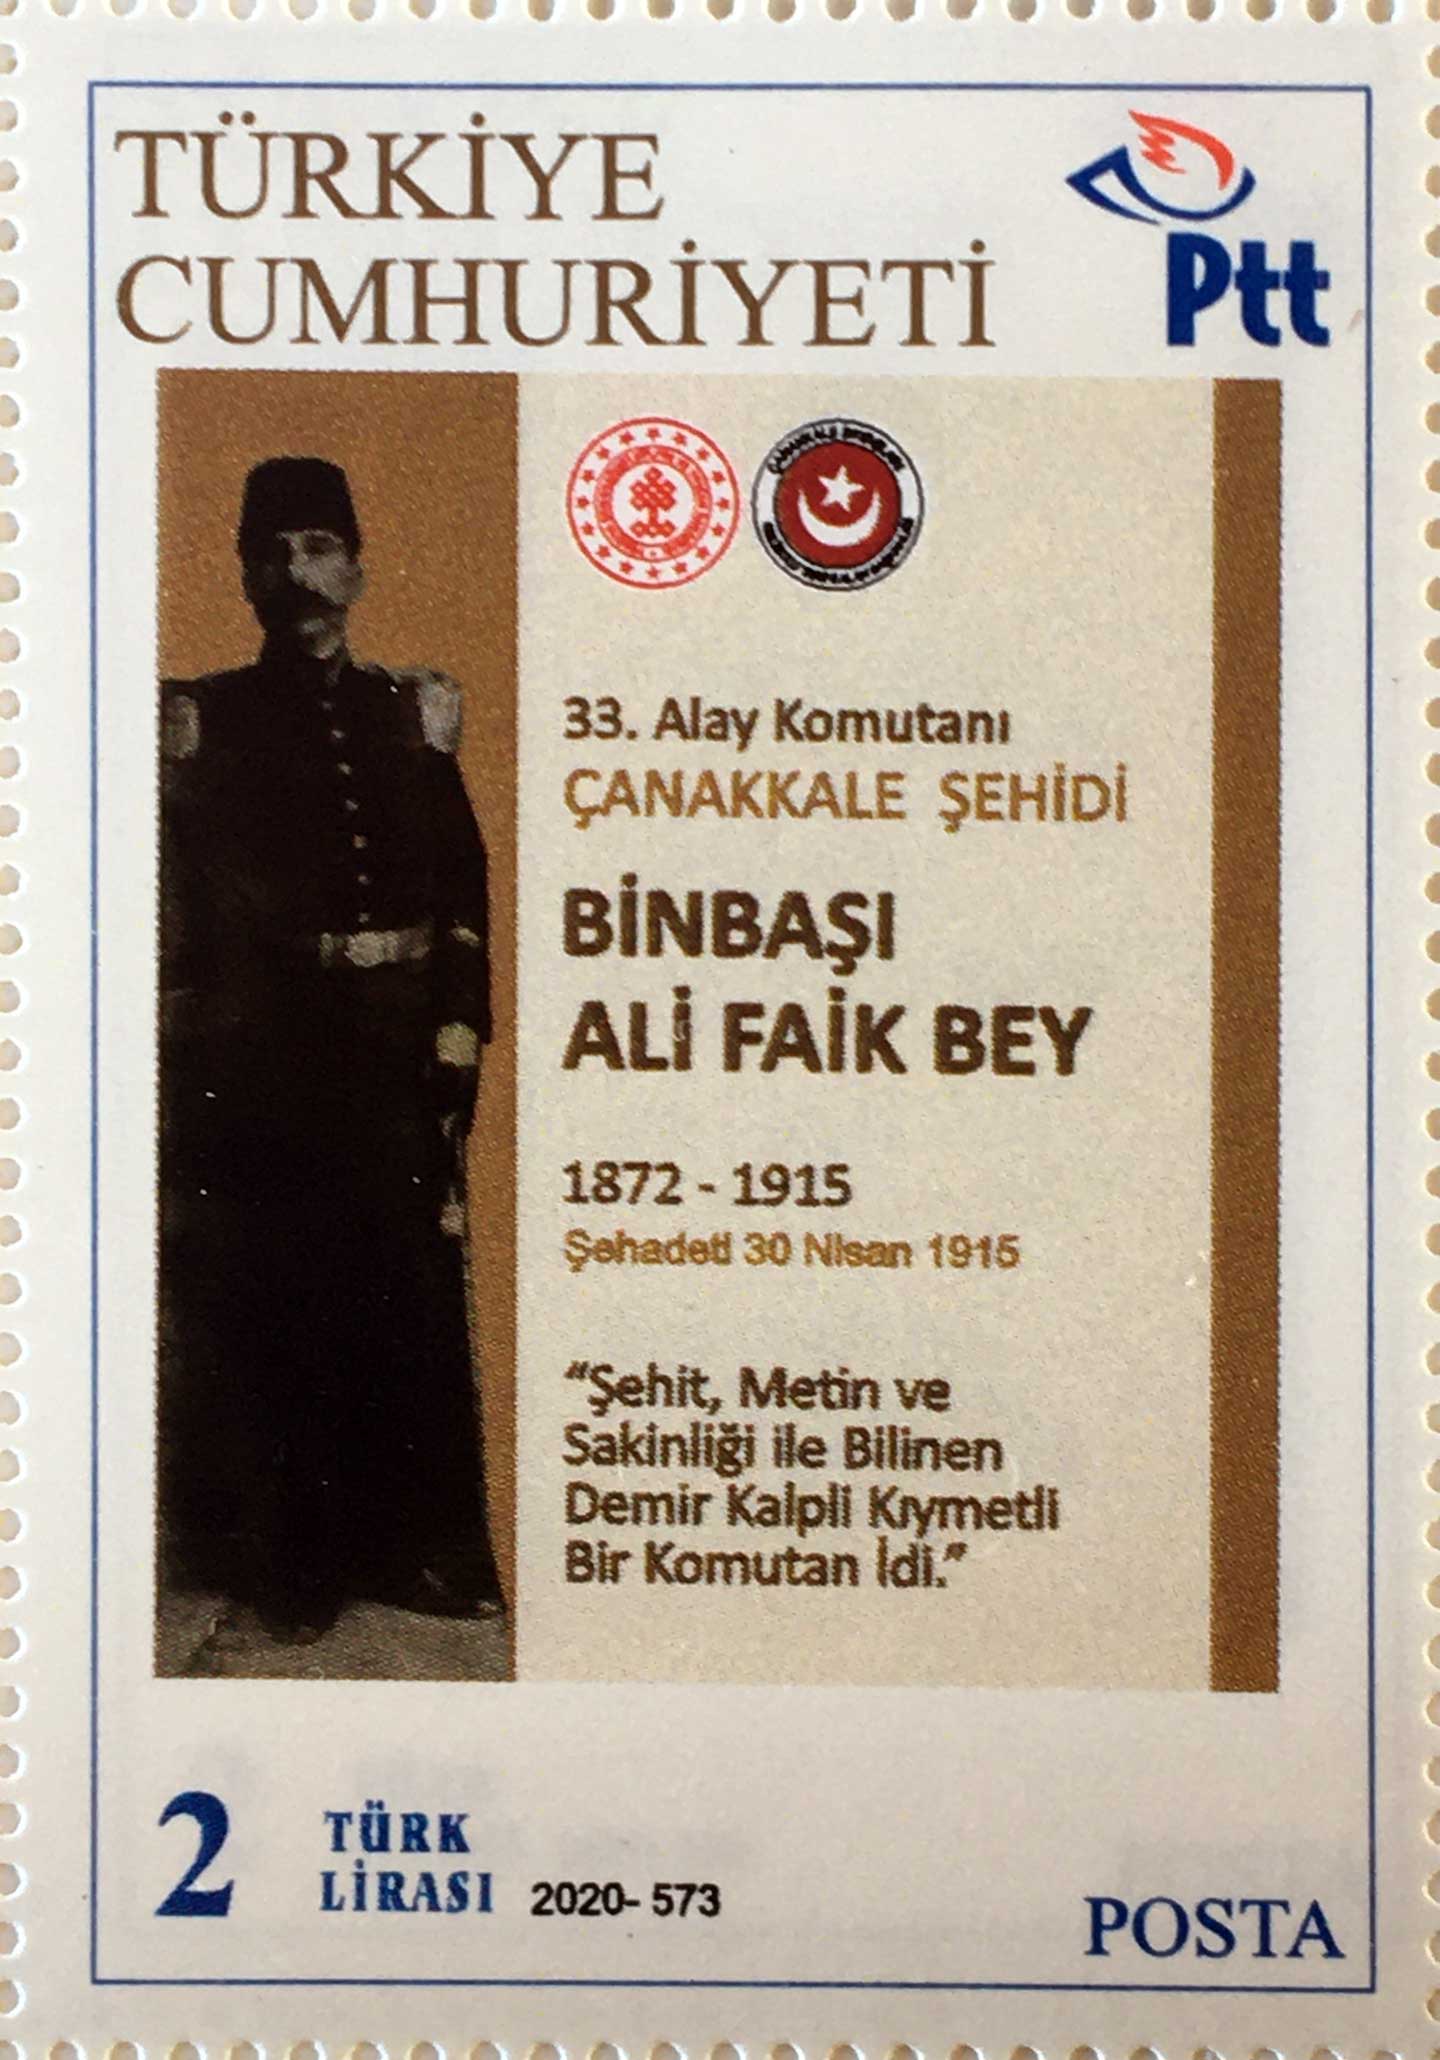 TÜRKİYE
CUMHURİYETİ
Ptt
33. Alay Komutanı
ÇANAKKALE ŞEHİDİ
BİNBAŞI
ALİ FAİK BEY
1872 - 1915
Şehadeti 30 Nisan 1915
“Şehit, Metin ve
Sakinliği ile Bilinen
Demir Kalpli Kıymetli
Bir Komutan İdi.”
2 TÜRK
LİRASI 2020- 573
POSTA